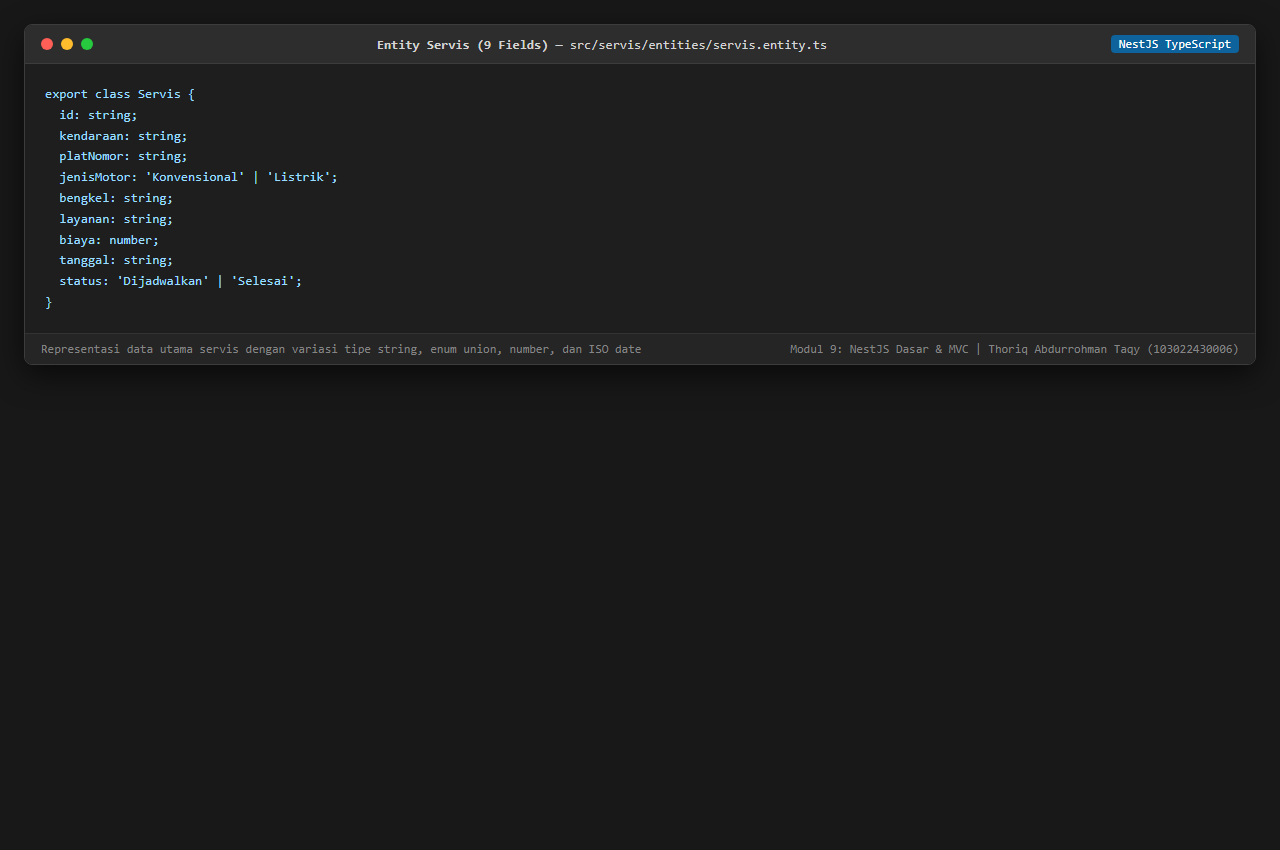 Entity Servis (9 Fields) — src/servis/entities/servis.entity.ts
NestJS TypeScript
export class Servis {
  id: string;
  kendaraan: string;
  platNomor: string;
  jenisMotor: 'Konvensional' | 'Listrik';
  bengkel: string;
  layanan: string;
  biaya: number;
  tanggal: string;
  status: 'Dijadwalkan' | 'Selesai';
}
Representasi data utama servis dengan variasi tipe string, enum union, number, dan ISO date
Modul 9: NestJS Dasar & MVC | Thoriq Abdurrohman Taqy (103022430006)